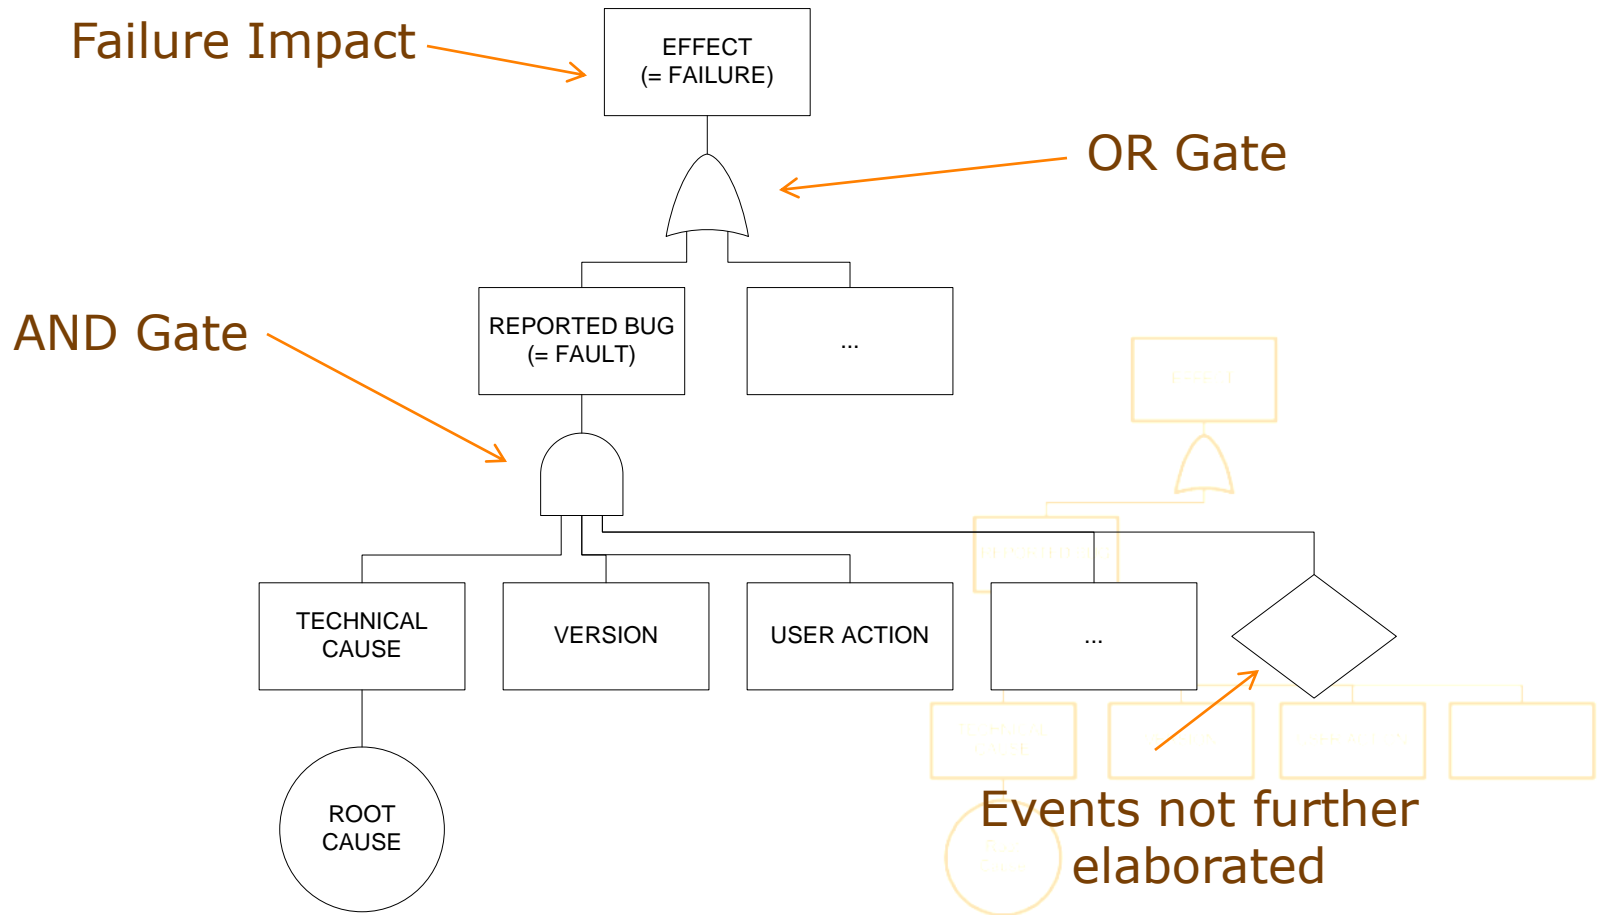 Failure Impact
EFFECT
(= FAILURE)
OR Gate
AND Gate
REPORTED BUG
(= FAULT)
...
TECHNICAL
CAUSE
VERSION
USER ACTION
...
ROOT
CAUSE
Events not further
elaborated